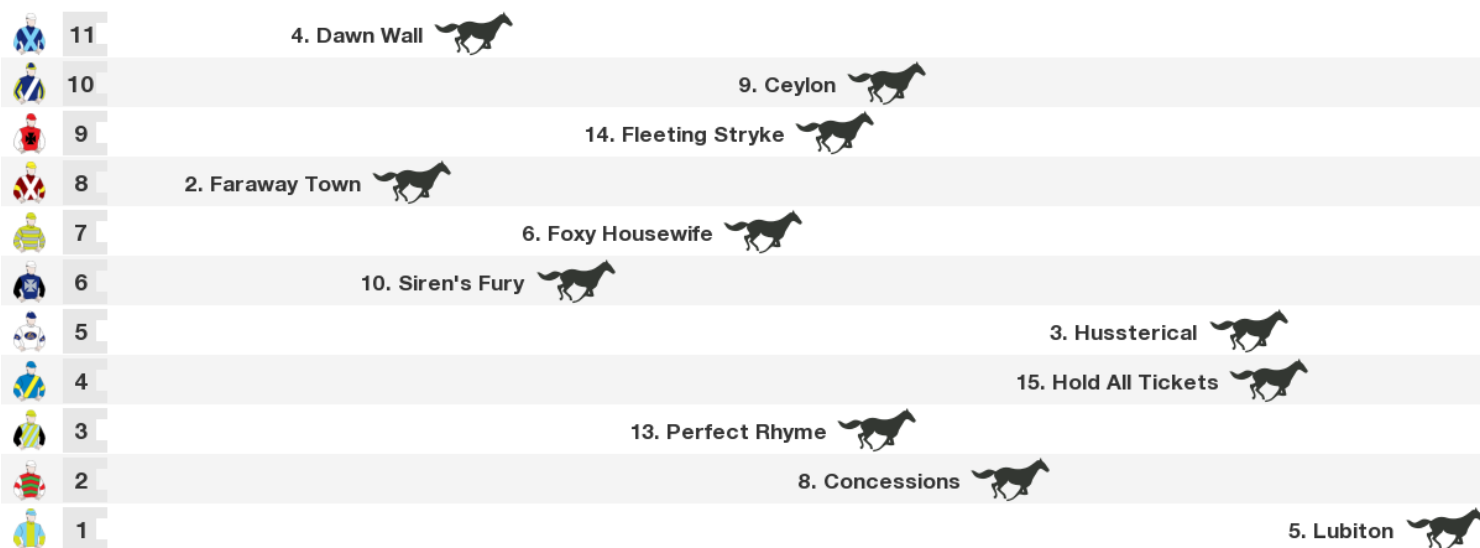 11 4. Dawn Wall
10 9. Ceylon
9 14. Fleeting Stryke
8 2. Faraway Town
7 6. Foxy Housewife
6 10. Siren's Fury
5 3. Hussterical
4 15. Hold All Tickets
3 13. Perfect Rhyme
2 8. Concessions
1 5. Lubiton